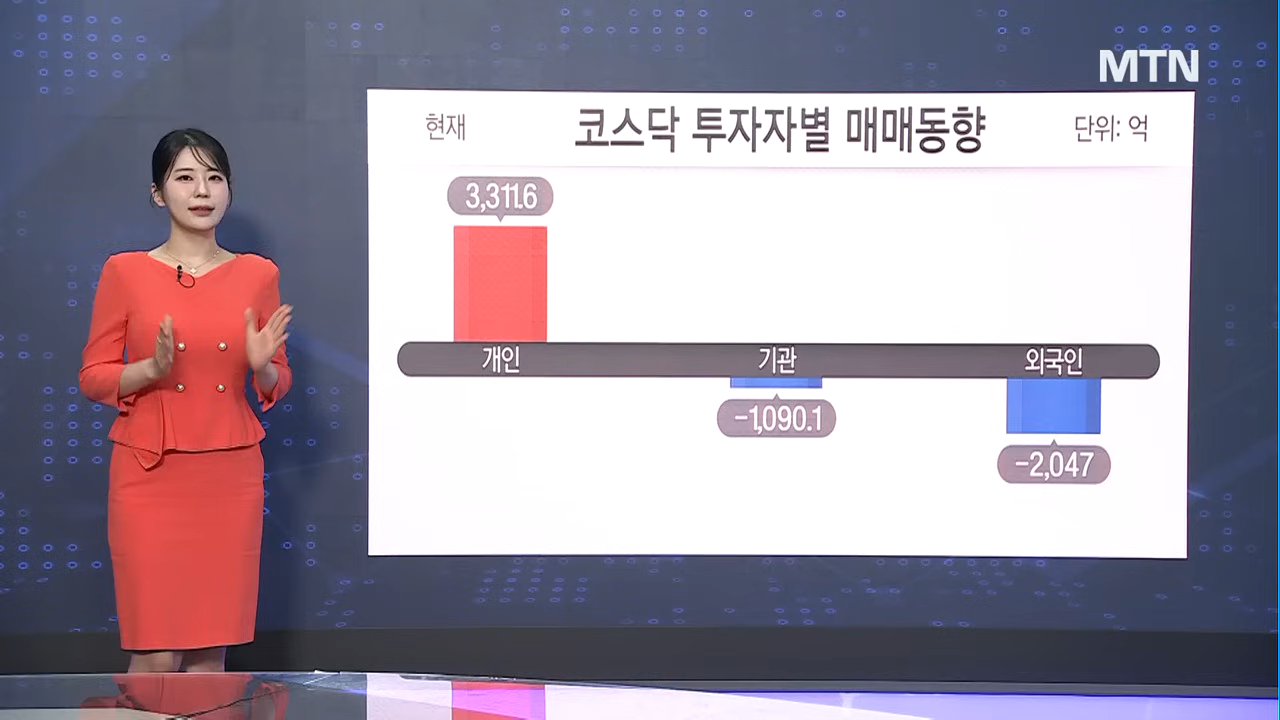 MTN
현재 코스닥 투자자별 매매동향 단위: 억
3,311.6
개인 기관 외국인
-1,090.1
-2,047